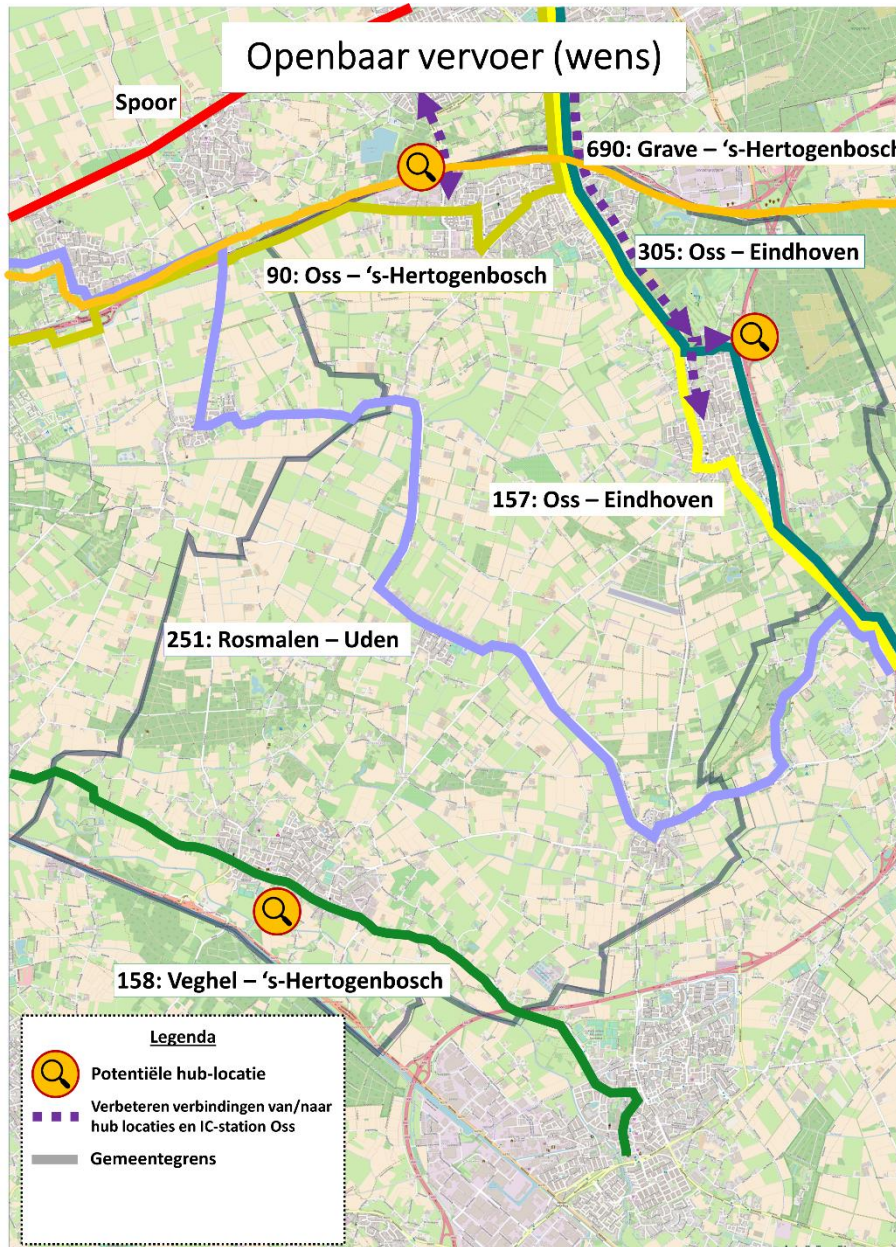 Openbaar vervoer (wens)
Spoor
690: Grave – ‘s-Hertogenbosch
305: Oss – Eindhoven
90: Oss – ‘s-Hertogenbosch
157: Oss – Eindhoven
251: Rosmalen – Uden
158: Veghel – ‘s-Hertogenbosch
Legenda
Potentiële hub-locatie
Verbeteren verbindingen van/naar
hub locaties en IC-station Oss
Gemeentegrens